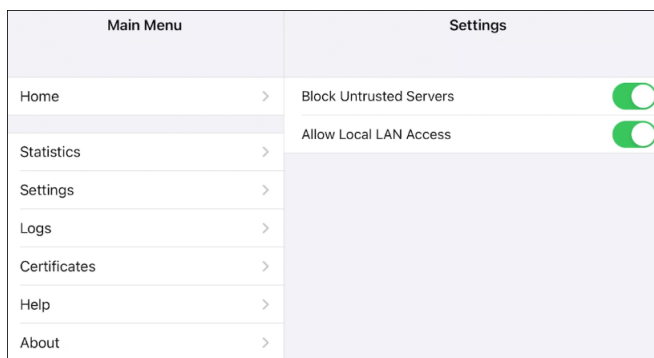 Main Menu
Home
Statistics
Settings
Logs
Certificates
Help
About
Settings
Block Untrusted Servers
Allow Local LAN Access